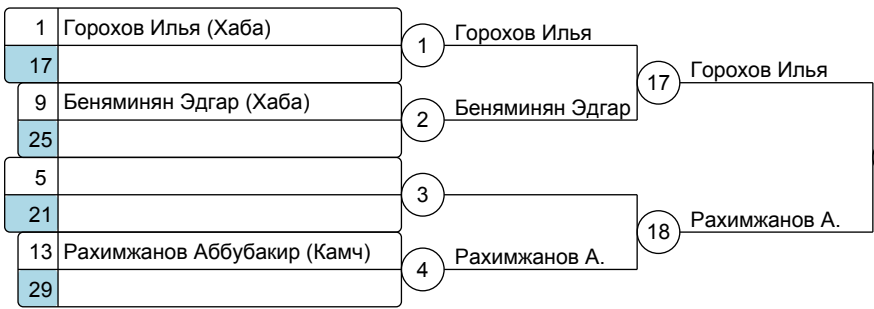 1 Горохов Илья (Хаба)
17
9 Беняминян Эдгар (Хаба)
25
5
21
13 Рахимжанов Аббубакир (Камч)
29
1 Горохов Илья
2 Беняминян Эдгар
3
4 Рахимжанов А.
17 Горохов Илья
18 Рахимжанов А.